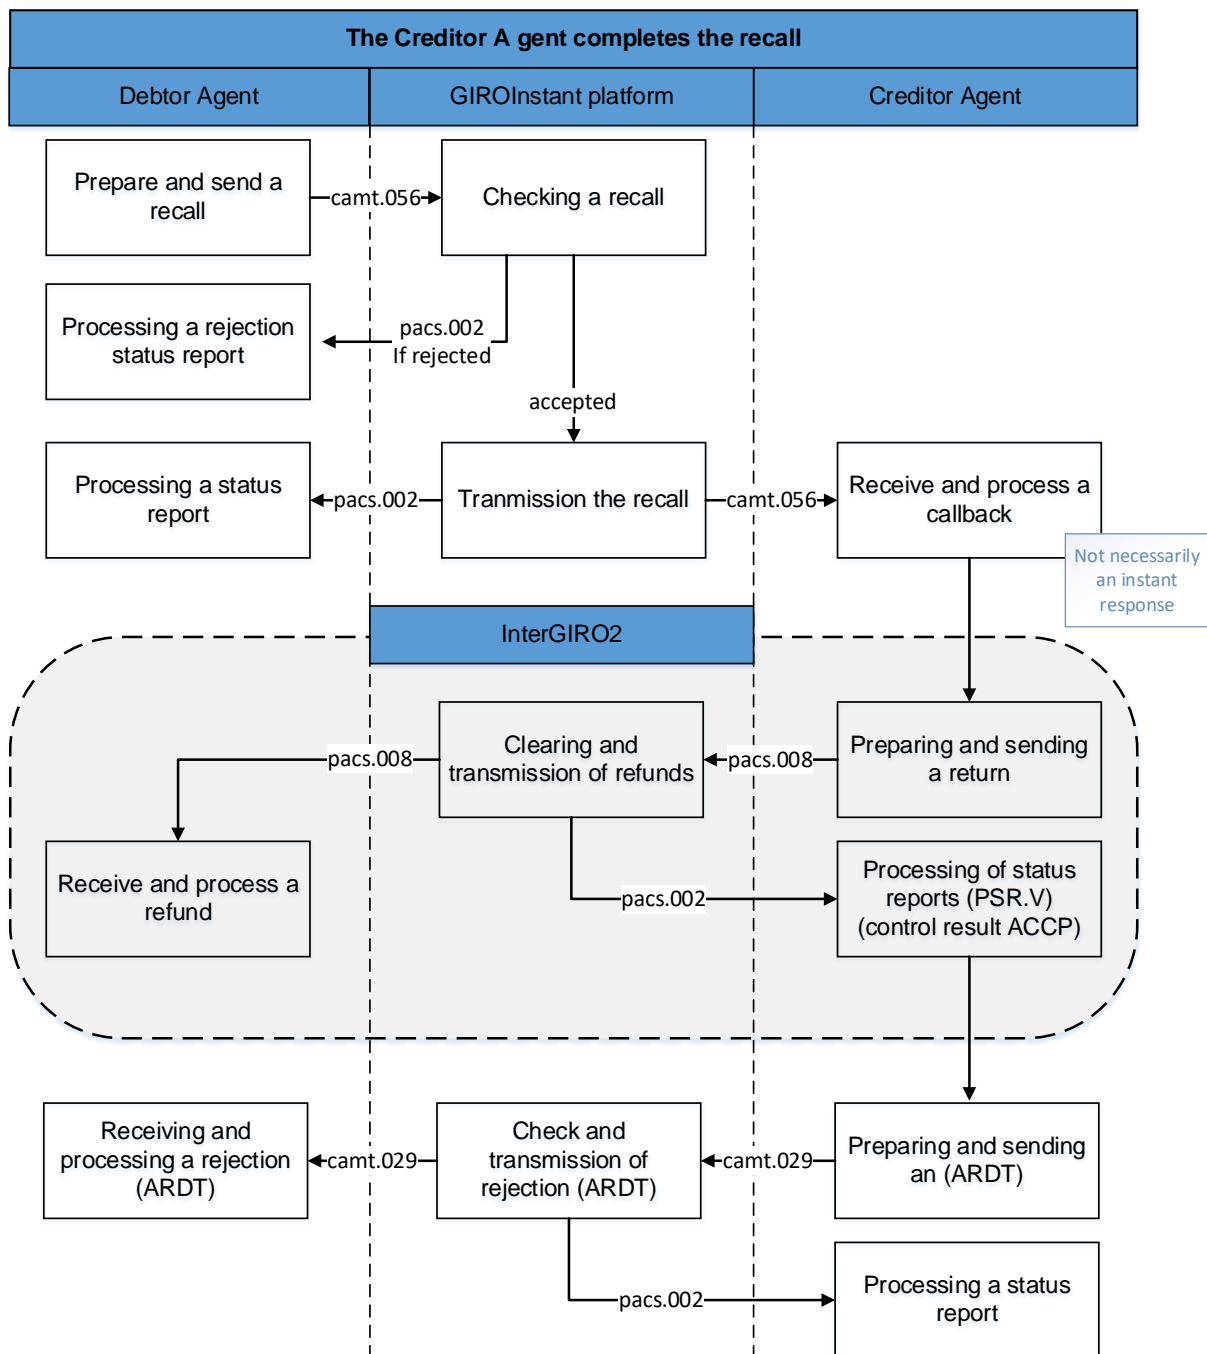 The Creditor A gent completes the recall
Debtor Agent
GIROInstant platform
Creditor Agent
Prepare and send a
recall
camt.056
Checking a recall
Processing a rejection
status report
pacs.002
If rejected
accepted
Processing a status
report
pacs.002
Tranmission the recall
camt.056
Receive and process a
callback
Not necessarily
an instant
response
InterGIRO2
pacs.008
Clearing and
transmission of refunds
pacs.008
Preparing and sending
a return
Receive and process a
refund
pacs.002
Processing of status
reports (PSR.V)
(control result ACCP)
Receiving and
processing a rejection
(ARDT)
camt.029
Check and
transmission of
rejection (ARDT)
camt.029
Preparing and sending
an (ARDT)
pacs.002
Processing a status
report